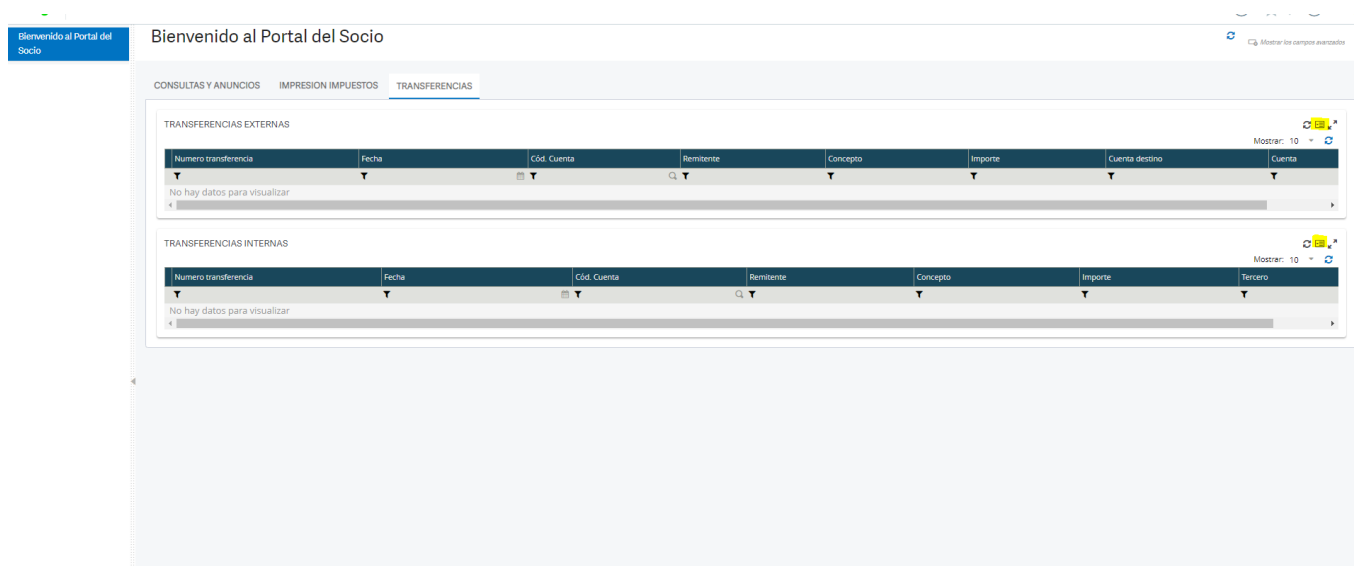 Bienvenido al Portal del
Socio
Bienvenido al Portal del Socio
Mostrar los campos avanzados
CONSULTAS Y ANUNCIOS IMPRESION IMPUESTOS TRANSFERENCIAS
TRANSFERENCIAS EXTERNAS
Mostrar: 10
Numero transferencia Fecha Cód. Cuenta Remitente Concepto Importe Cuenta destino Cuenta
No hay datos para visualizar
TRANSFERENCIAS INTERNAS
Mostrar: 10
Numero transferencia Fecha Cód. Cuenta Remitente Concepto Importe Tercero
No hay datos para visualizar